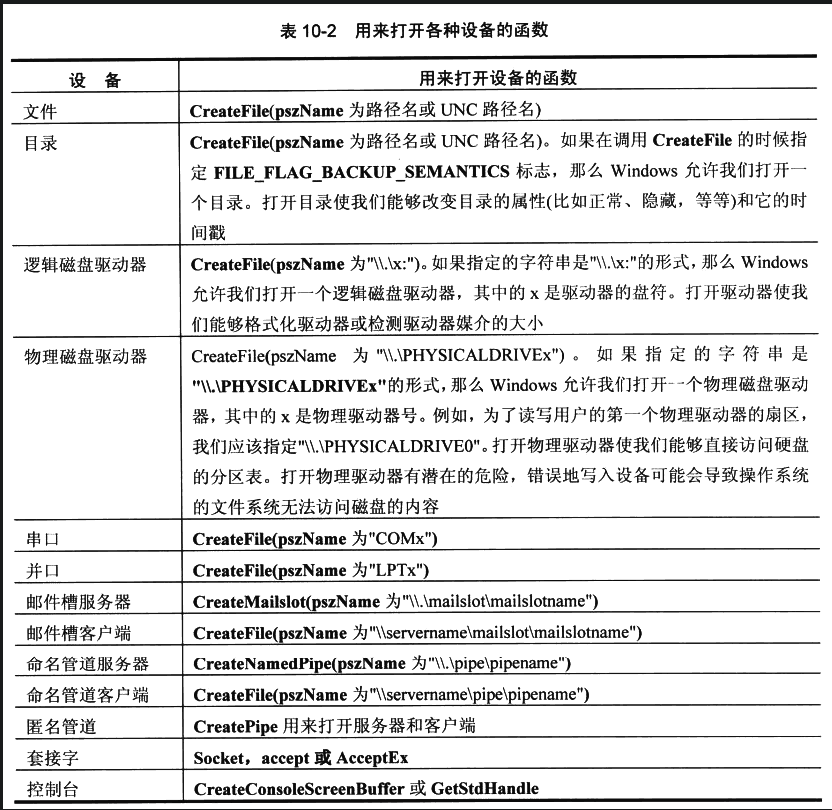 表 10-2 用来打开各种设备的函数
设 备 用来打开设备的函数
文件 CreateFile(pszName 为路径名或 UNC 路径名)
目录 CreateFile(pszName 为路径名或 UNC 路径名)。如果在调用 CreateFile 的时候指
定 FILE_FLAG_BACKUP_SEMANTICS 标志，那么 Windows 允许我们打开一
个目录。打开目录使我们能够改变目录的属性(比如正常、隐藏，等等)和它的时
间戳
逻辑磁盘驱动器 CreateFile(pszName 为"\\.\x:")。如果指定的字符串是"\\.\x:"的形式，那么 Windows
允许我们打开一个逻辑磁盘驱动器，其中的 x 是驱动器的盘符。打开驱动器使我
们能够格式化驱动器或检测驱动器媒介的大小
物理磁盘驱动器 CreateFile(pszName 为 "\\.\PHYSICALDRIVEx") 。 如 果 指 定 的 字 符 串 是
"\\.\PHYSICALDRIVEx"的形式，那么 Windows 允许我们打开一个物理磁盘驱动
器，其中的 x 是物理驱动器号。例如，为了读写用户的第一个物理驱动器的扇区，
我们应该指定"\\.\PHYSICALDRIVE0"。打开物理驱动器使我们能够直接访问硬盘
的分区表。打开物理驱动器有潜在的危险，错误地写入设备可能会导致操作系统
的文件系统无法访问磁盘的内容
串口 CreateFile(pszName 为"COMx")
并口 CreateFile(pszName 为"LPTx")
邮件槽服务器 CreateMailslot(pszName 为"\\.\mailslot\mailslotname")
邮件槽客户端 CreateFile(pszName 为"\\servername\mailslot\mailslotname")
命名管道服务器 CreateNamedPipe(pszName 为"\\.\pipe\pipename")
命名管道客户端 CreateFile(pszName 为"\\servername\pipe\pipename")
匿名管道 CreatePipe 用来打开服务器和客户端
套接字 Socket，accept 或 AcceptEx
控制台 CreateConsoleScreenBuffer 或 GetStdHandle